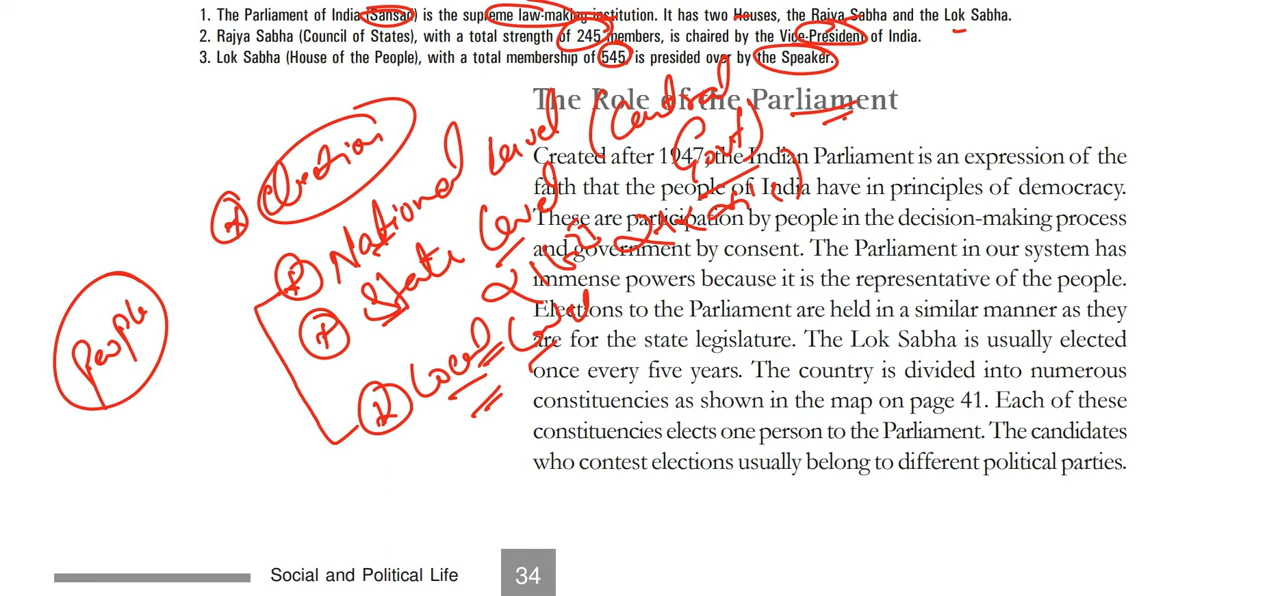 1. The Parliament of India (Sansad) is the supreme law-making institution. It has two Houses, the Rajya Sabha and the Lok Sabha.
2. Rajya Sabha (Council of States), with a total strength of 245 members, is chaired by the Vice-President of India.
3. Lok Sabha (House of the People), with a total membership of 545, is presided over by the Speaker.
The Role of the Parliament
Created after 1947, the Indian Parliament is an expression of the
faith that the people of India have in principles of democracy.
These are participation by people in the decision-making process
and government by consent. The Parliament in our system has
immense powers because it is the representative of the people.
Elections to the Parliament are held in a similar manner as they
are for the state legislature. The Lok Sabha is usually elected
once every five years. The country is divided into numerous
constituencies as shown in the map on page 41. Each of these
constituencies elects one person to the Parliament. The candidates
who contest elections usually belong to different political parties.
Election
National level (Central Govt)
State level
Local level
People
Social and Political Life 34